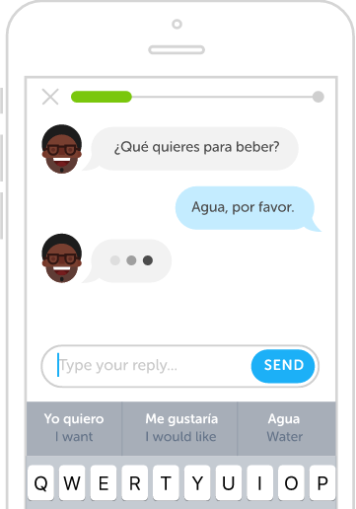 ¿Qué quieres para beber?
Agua, por favor.
Type your reply...
SEND
Yo quiero Me gustaría Agua
I want I would like Water
Q W E R T Y U I O P